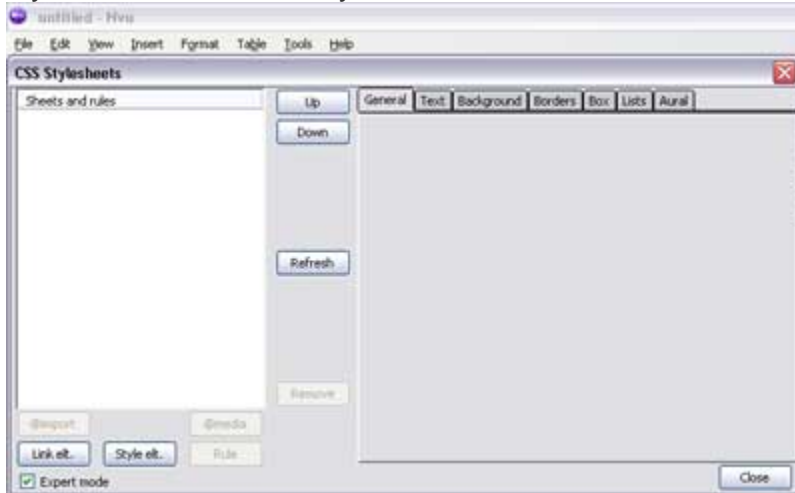 untitled - Nvu
File Edit View Insert Format Table Tools Help
CSS Stylesheets
Sheets and rules
Up
General Text Background Borders Box Lists Aural
Down
Refresh
Remove
@import @media
Link elt. Style elt. Rule
Expert mode
Close